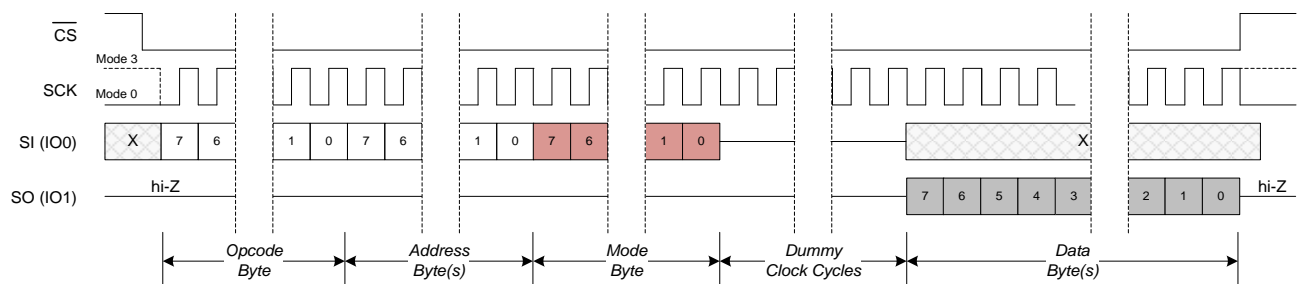 CS
Mode 3
SCK
Mode 0
SI (IO0) X 7 6 1 0 7 6 1 0 7 6 1 0 X
hi-Z
SO (IO1) 7 6 5 4 3 2 1 0 hi-Z
Opcode Address Mode Dummy Data
Byte Byte(s) Byte Clock Cycles Byte(s)